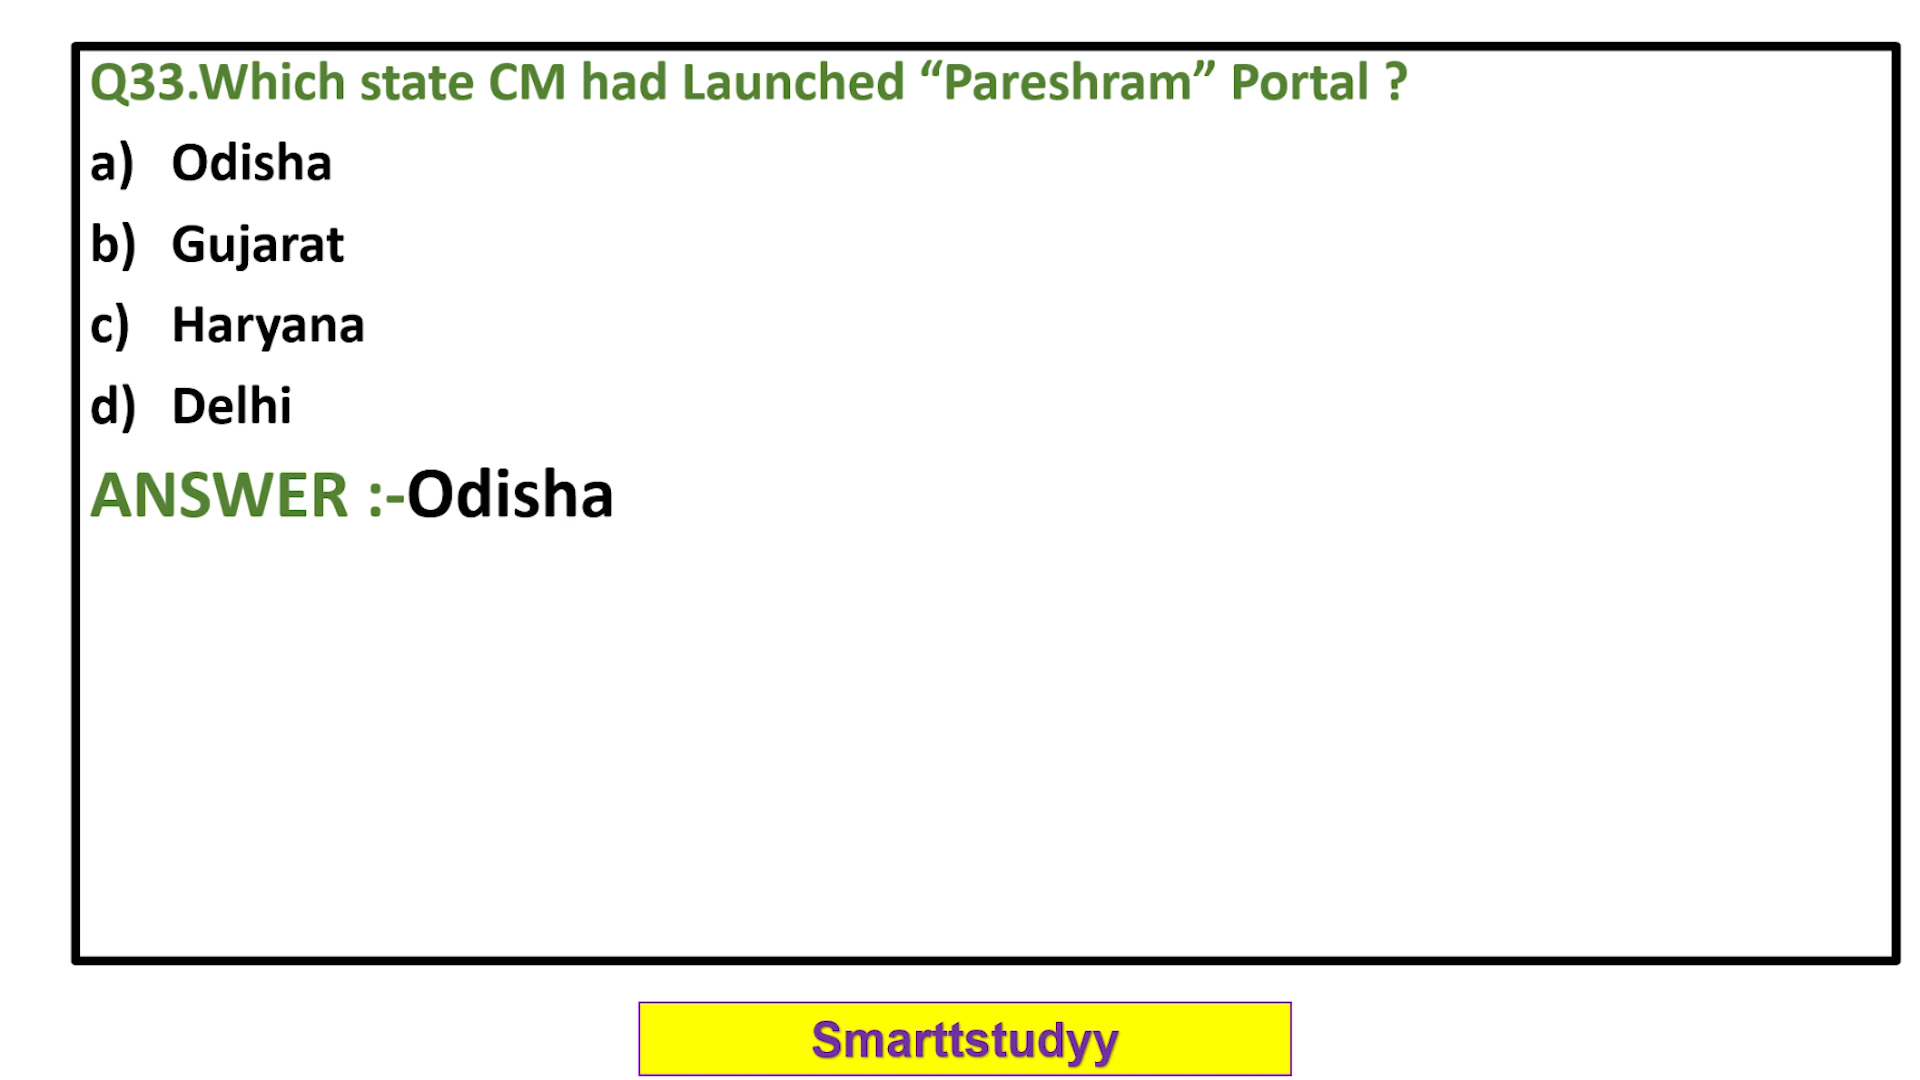 Q33.Which state CM had Launched “Pareshram” Portal ?
a) Odisha
b) Gujarat
c) Haryana
d) Delhi
ANSWER :-Odisha
Smarttstudyy